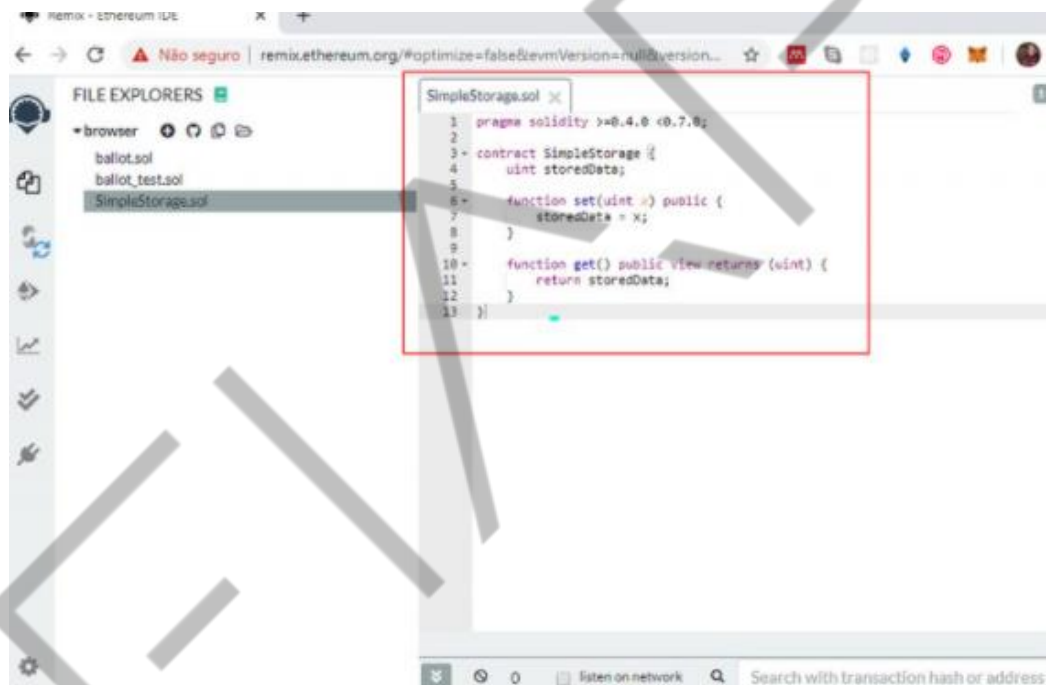 Remix - Ethereum IDE
Não seguro | remix.ethereum.org/#optimize=false&evmVersion=null&version...
FILE EXPLORERS
browser
ballot.sol
ballot_test.sol
SimpleStorage.sol
SimpleStorage.sol
1 pragma solidity >=0.4.0 <0.7.0;
2
3 contract SimpleStorage {
4 uint storedData;
5
6 function set(uint x) public {
7 storedData = x;
8 }
9
10 function get() public view returns (uint) {
11 return storedData;
12 }
13 }
0 listen on network Search with transaction hash or address